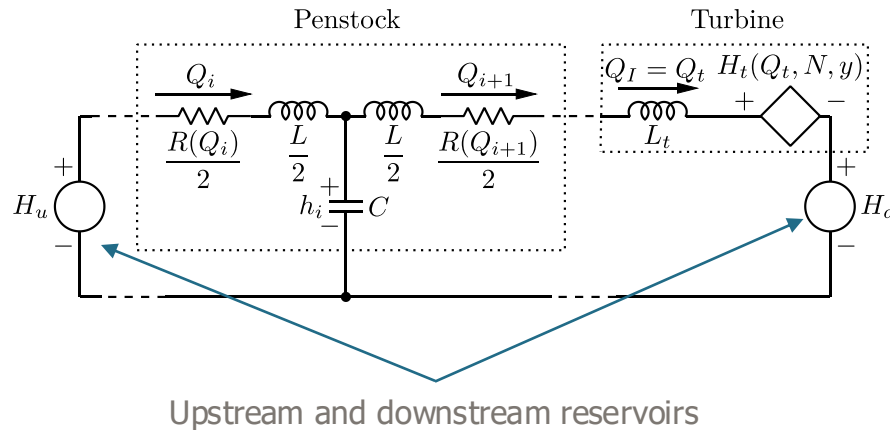 Penstock
Turbine
Q_i
Q_{i+1}
Q_I = Q_t
H_t(Q_t, N, y)
+
−
R(Q_i)/2
L/2
L/2
R(Q_{i+1})/2
L_t
+
H_u
−
+
h_i
−
C
+
H_d
−
Upstream and downstream reservoirs